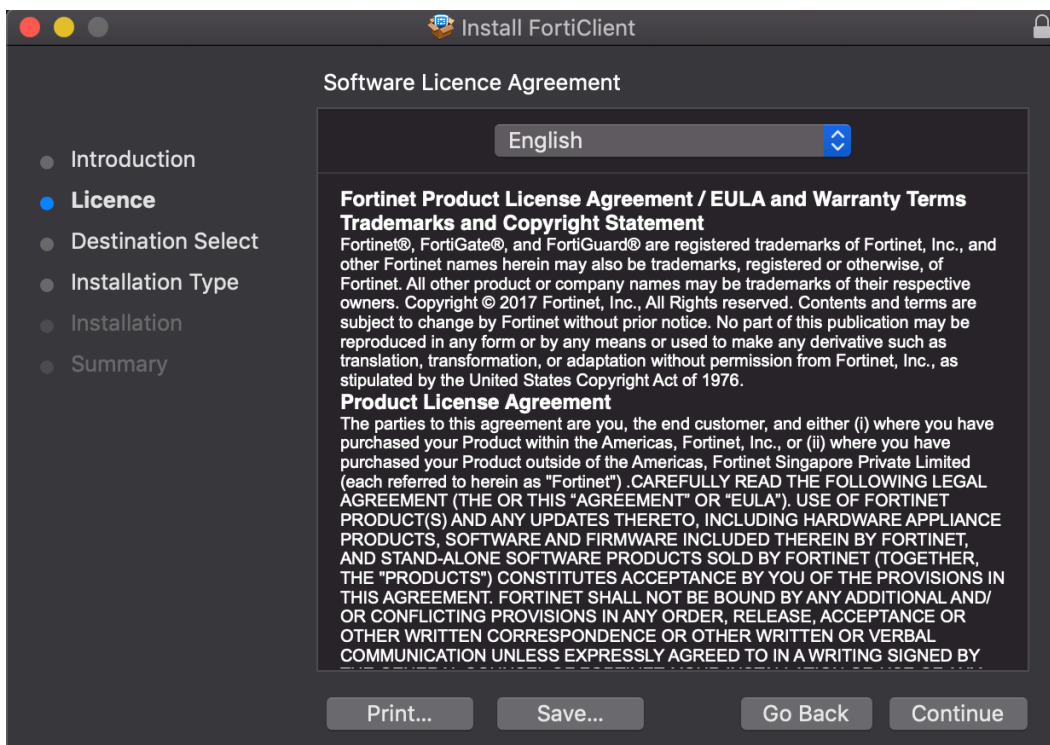 Install FortiClient
Software Licence Agreement
Introduction
Licence
Destination Select
Installation Type
Installation
Summary
English
Fortinet Product License Agreement / EULA and Warranty Terms
Trademarks and Copyright Statement
Fortinet®, FortiGate®, and FortiGuard® are registered trademarks of Fortinet, Inc., and
other Fortinet names herein may also be trademarks, registered or otherwise, of
Fortinet. All other product or company names may be trademarks of their respective
owners. Copyright © 2017 Fortinet, Inc., All Rights reserved. Contents and terms are
subject to change by Fortinet without prior notice. No part of this publication may be
reproduced in any form or by any means or used to make any derivative such as
translation, transformation, or adaptation without permission from Fortinet, Inc., as
stipulated by the United States Copyright Act of 1976.
Product License Agreement
The parties to this agreement are you, the end customer, and either (i) where you have
purchased your Product within the Americas, Fortinet, Inc., or (ii) where you have
purchased your Product outside of the Americas, Fortinet Singapore Private Limited
(each referred to herein as "Fortinet") .CAREFULLY READ THE FOLLOWING LEGAL
AGREEMENT (THE OR THIS “AGREEMENT” OR “EULA”). USE OF FORTINET
PRODUCT(S) AND ANY UPDATES THERETO, INCLUDING HARDWARE APPLIANCE
PRODUCTS, SOFTWARE AND FIRMWARE INCLUDED THEREIN BY FORTINET,
AND STAND-ALONE SOFTWARE PRODUCTS SOLD BY FORTINET (TOGETHER,
THE "PRODUCTS") CONSTITUTES ACCEPTANCE BY YOU OF THE PROVISIONS IN
THIS AGREEMENT. FORTINET SHALL NOT BE BOUND BY ANY ADDITIONAL AND/
OR CONFLICTING PROVISIONS IN ANY ORDER, RELEASE, ACCEPTANCE OR
OTHER WRITTEN CORRESPONDENCE OR OTHER WRITTEN OR VERBAL
COMMUNICATION UNLESS EXPRESSLY AGREED TO IN A WRITING SIGNED BY
Print...
Save...
Go Back
Continue